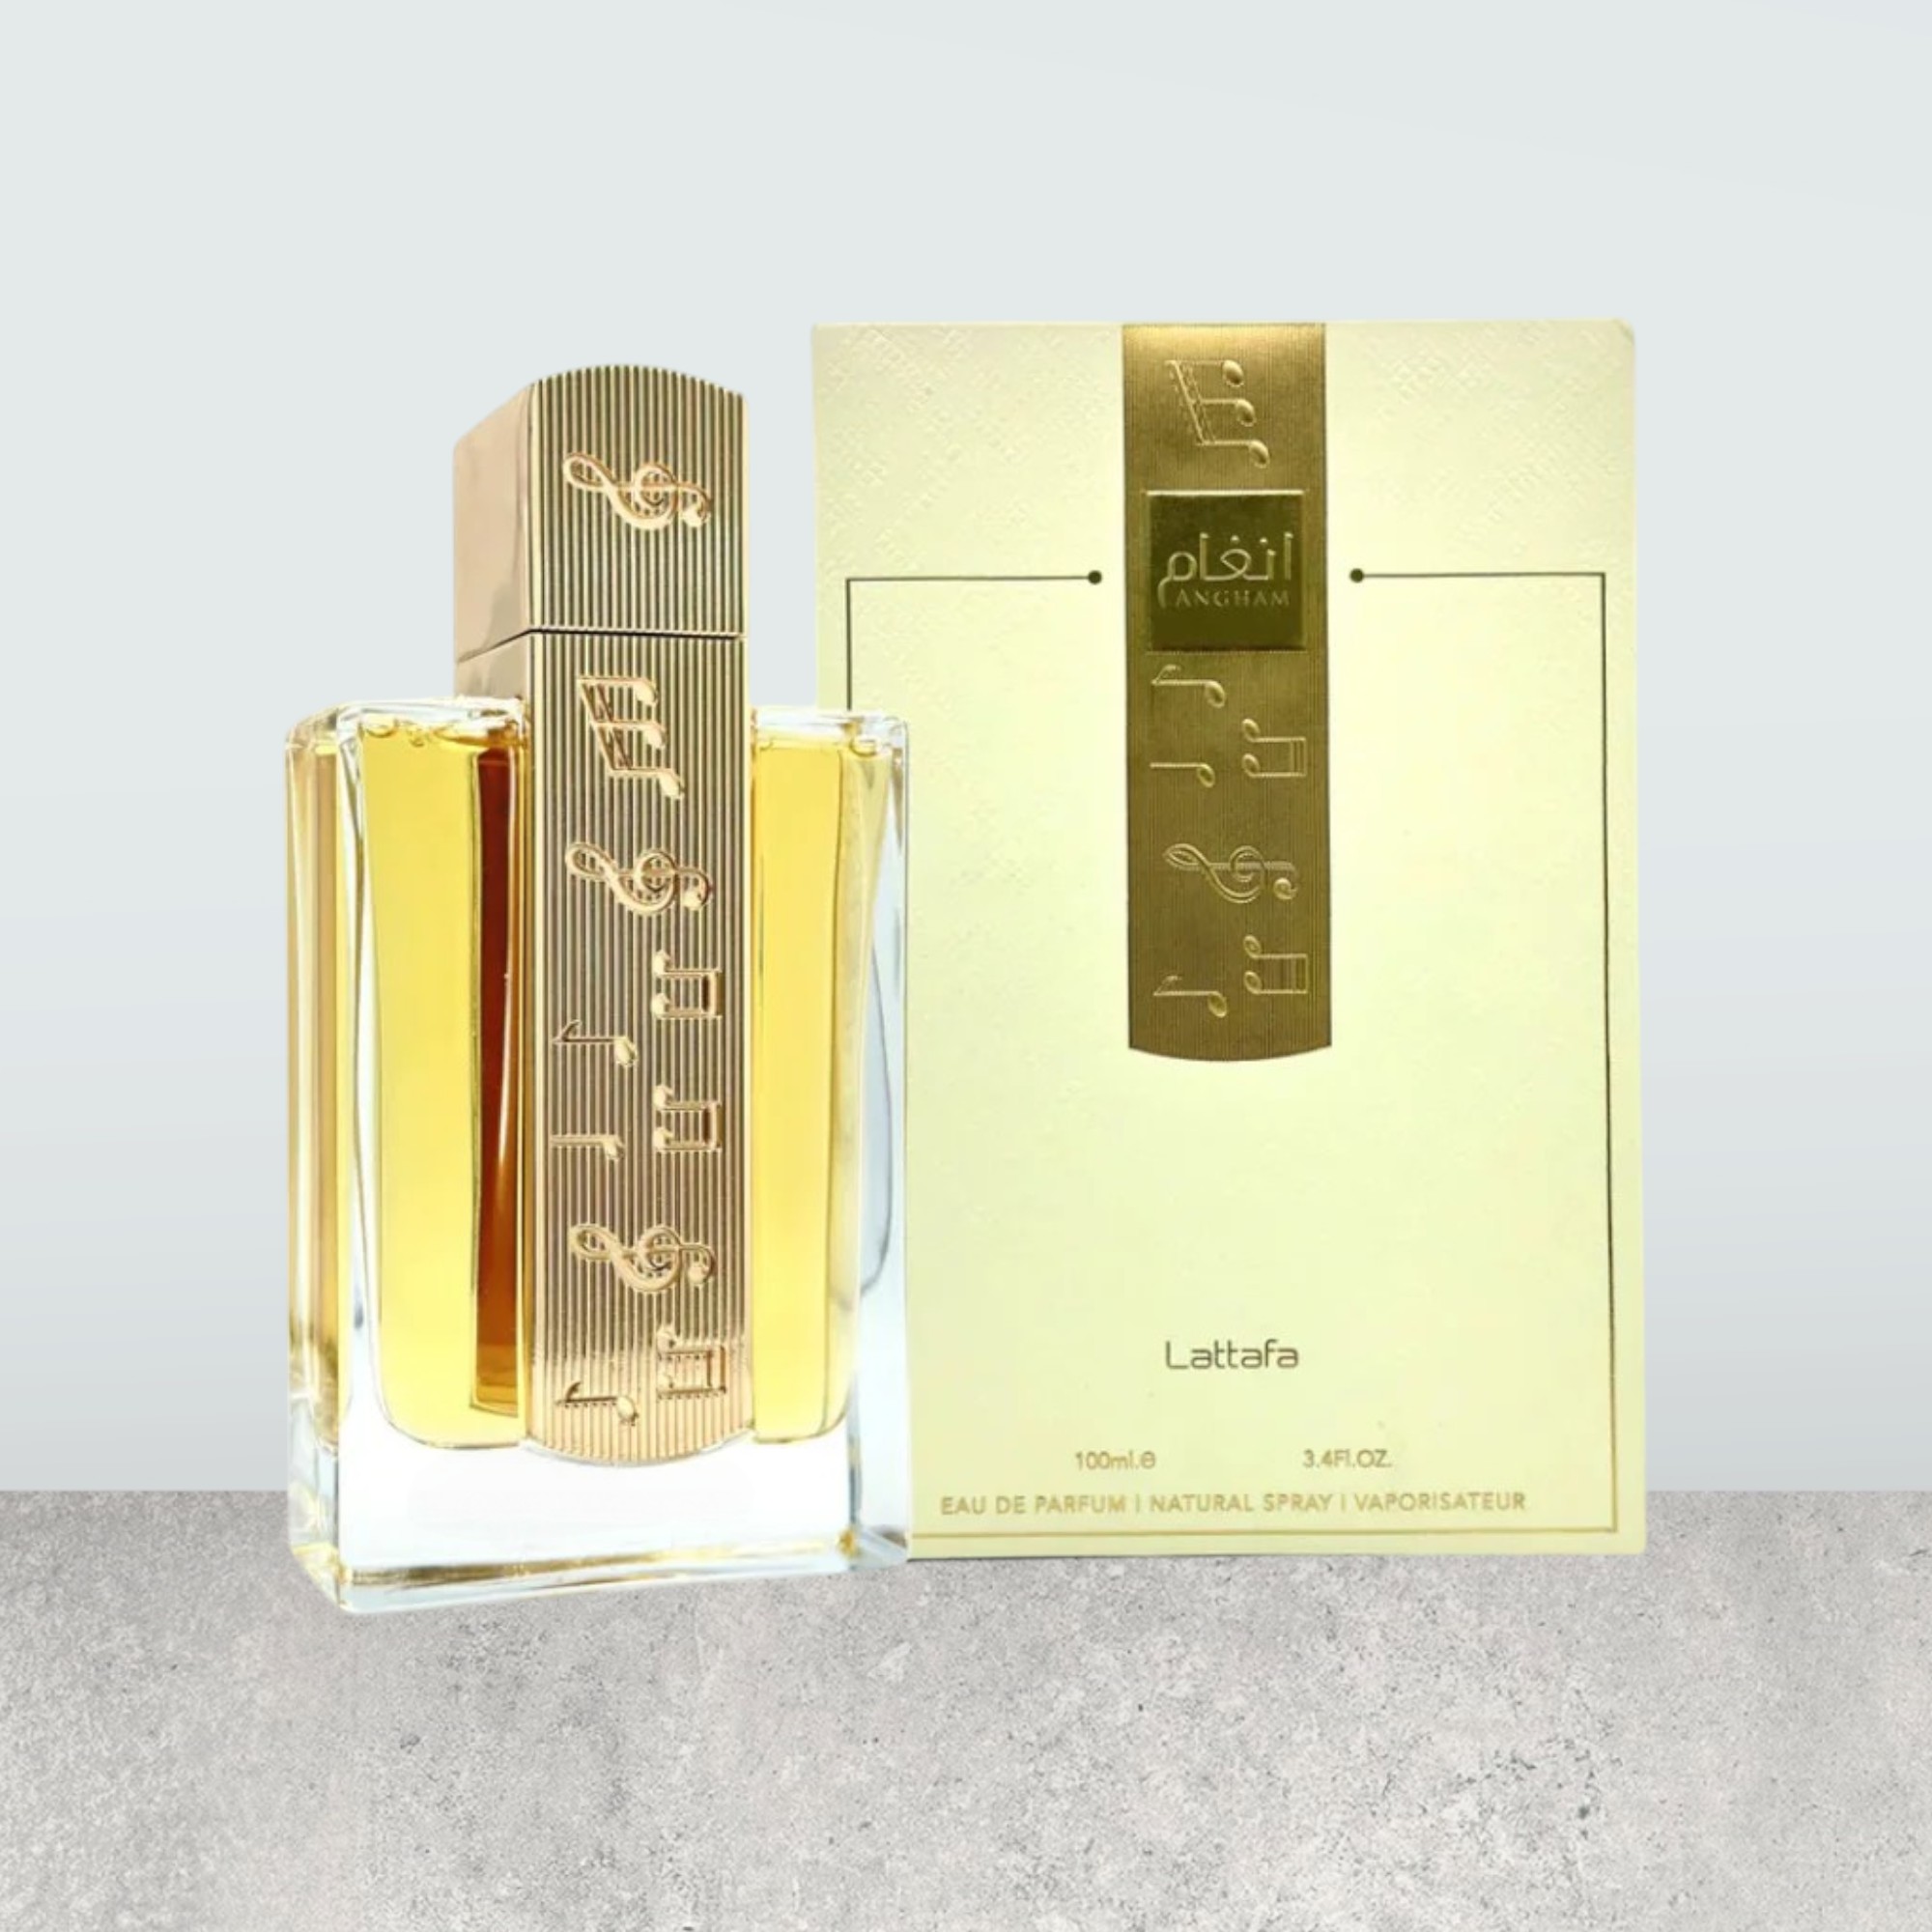 انغام
ANGHAM
Lattafa
100ml.e 3.4Fl.OZ.
EAU DE PARFUM | NATURAL SPRAY | VAPORISATEUR